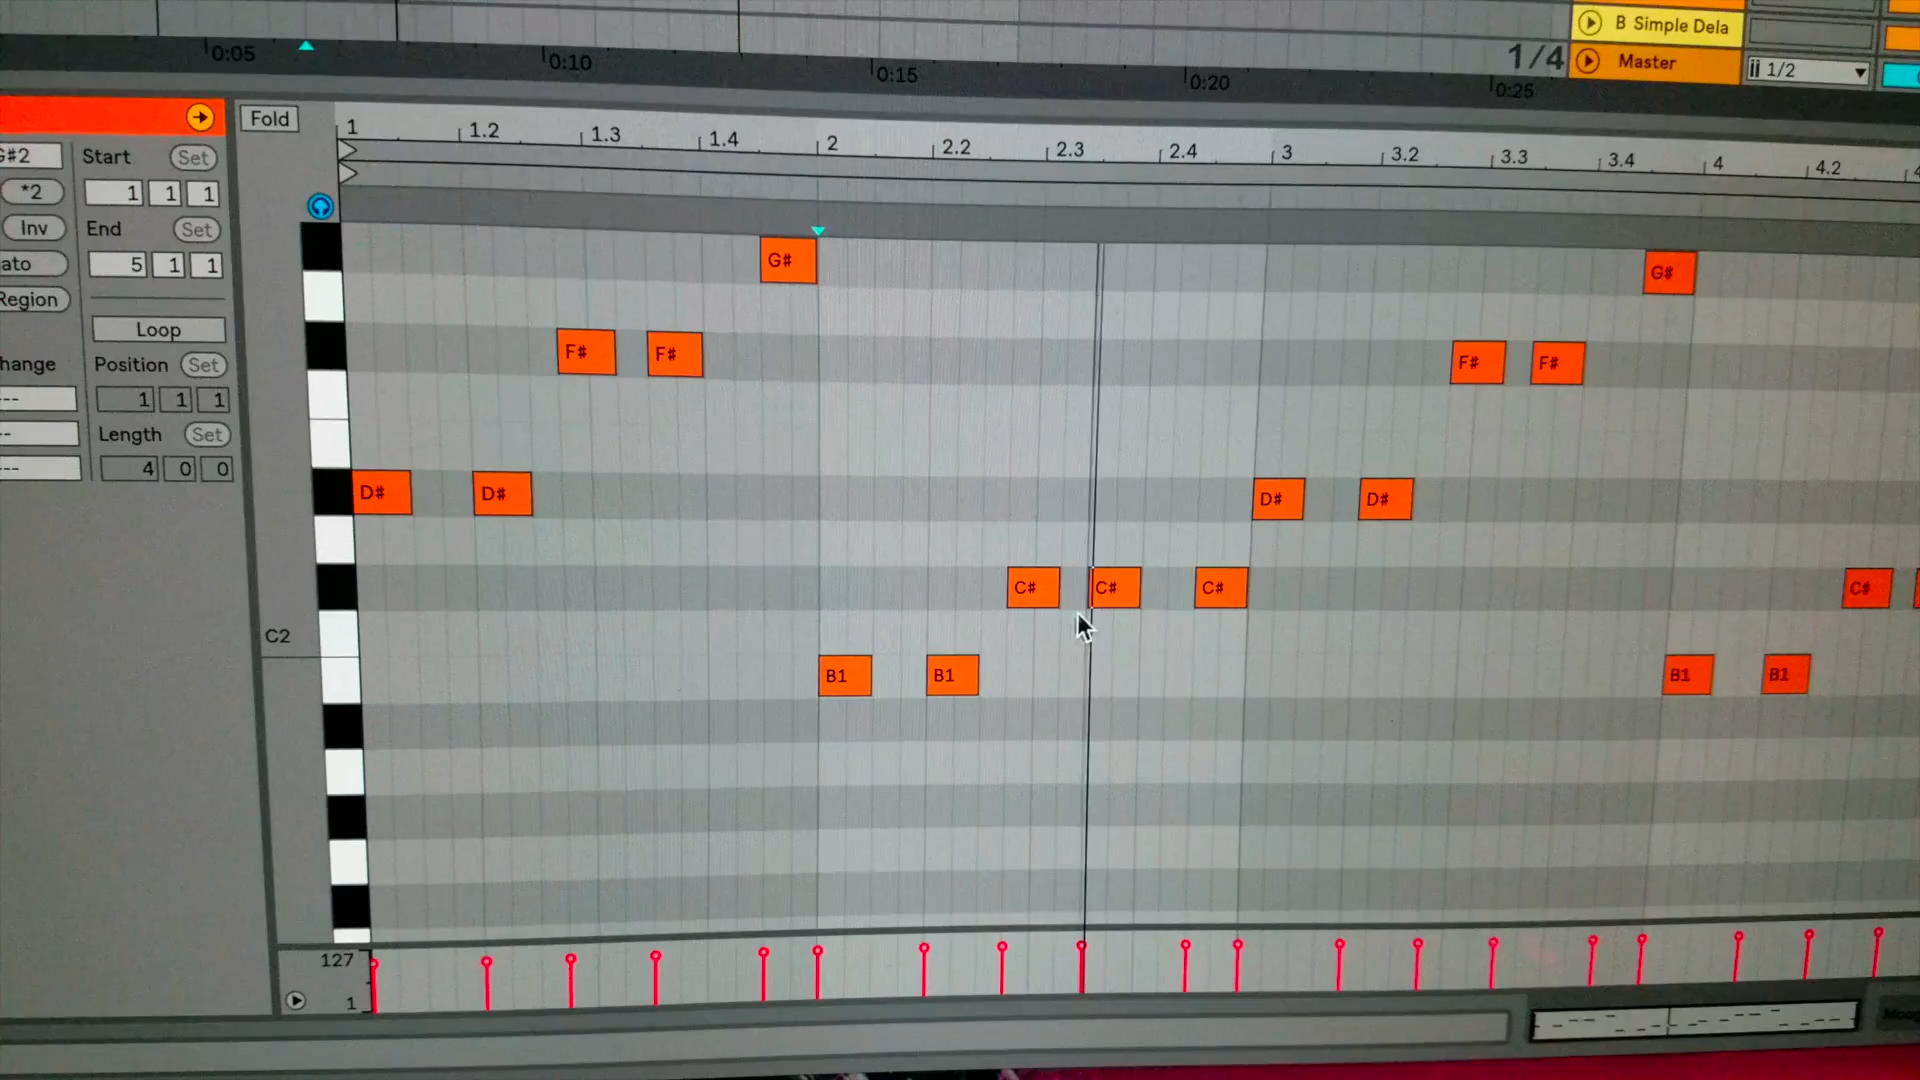 B Simple Dela
0:05
0:10
0:15
0:20
0:25
1/4
Master
1/2
Fold
1
1.2
1.3
1.4
2
2.2
2.3
2.4
3
3.2
3.3
3.4
4
4.2
G#2
Start
Set
*2
1 1 1
Inv
End
Set
ato
5 1 1
Region
Loop
hange
Position
Set
1 1 1
Length
Set
4 0 0
G#
G#
F#
F#
F#
F#
D#
D#
D#
D#
C#
C#
C#
C#
C2
B1
B1
B1
B1
127
1